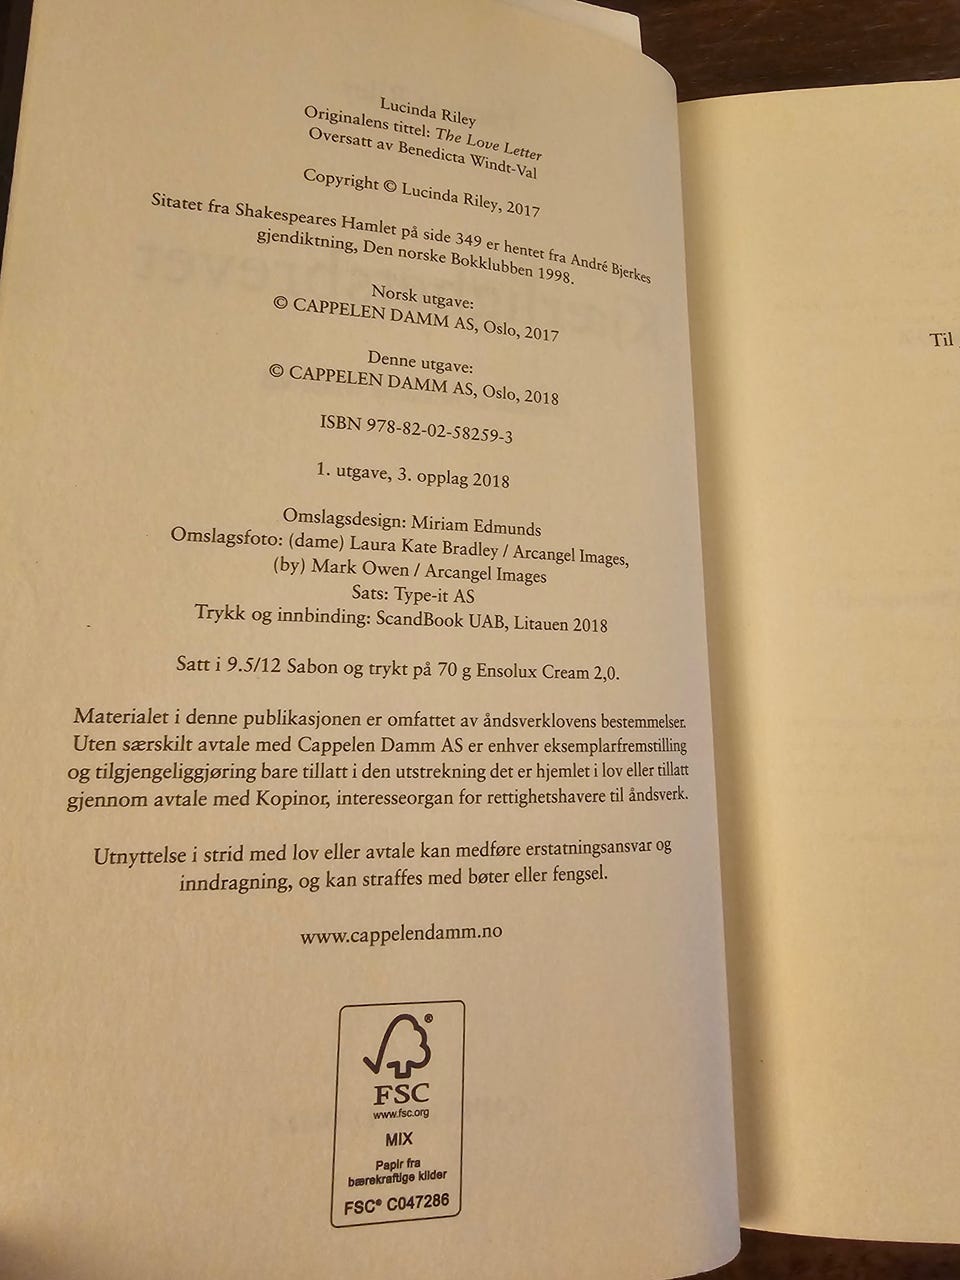 Lucinda Riley
Originalens tittel: The Love Letter
Oversatt av Benedicta Windt-Val
Copyright © Lucinda Riley, 2017
Sitatet fra Shakespeares Hamlet på side 349 er hentet fra André Bjerkes
gjendiktning, Den norske Bokklubben 1998.
Norsk utgave:
© CAPPELEN DAMM AS, Oslo, 2017
Denne utgave:
© CAPPELEN DAMM AS, Oslo, 2018
ISBN 978-82-02-58259-3
1. utgave, 3. opplag 2018
Omslagsdesign: Miriam Edmunds
Omslagsfoto: (dame) Laura Kate Bradley / Arcangel Images,
(by) Mark Owen / Arcangel Images
Sats: Type-it AS
Trykk og innbinding: ScandBook UAB, Litauen 2018
Satt i 9.5/12 Sabon og trykt på 70 g Ensolux Cream 2,0.
Materialet i denne publikasjonen er omfattet av åndsverklovens bestemmelser.
Uten særskilt avtale med Cappelen Damm AS er enhver eksemplarfremstilling
og tilgjengeliggjøring bare tillatt i den utstrekning det er hjemlet i lov eller tillatt
gjennom avtale med Kopinor, interesseorgan for rettighetshavere til åndsverk.
Utnyttelse i strid med lov eller avtale kan medføre erstatningsansvar og
inndragning, og kan straffes med bøter eller fengsel.
www.cappelendamm.no
FSC®
www.fsc.org
MIX
Papir fra
bærekraftige kilder
FSC® C047286
Til